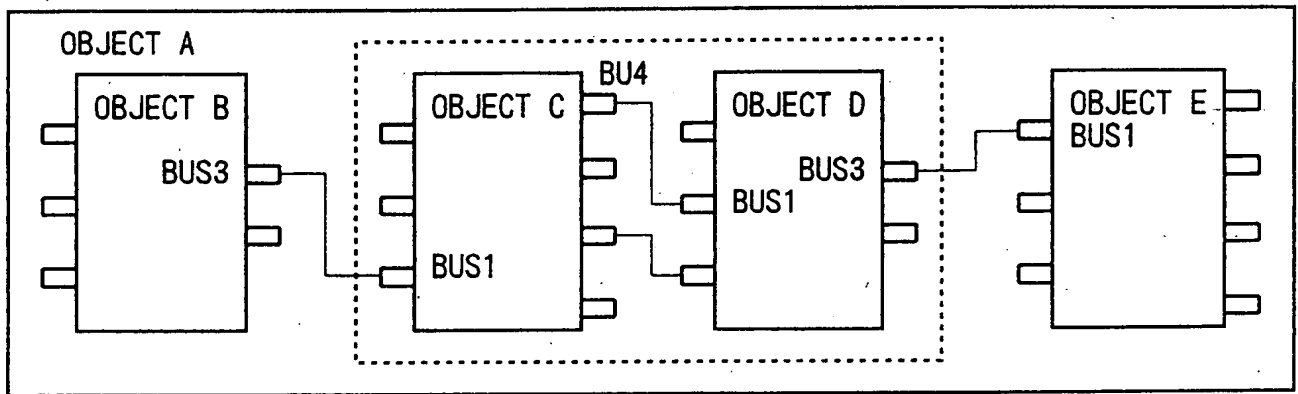 OBJECT A
OBJECT B
BUS3
OBJECT C
BU4
BUS1
OBJECT D
BUS3
BUS1
OBJECT E
BUS1